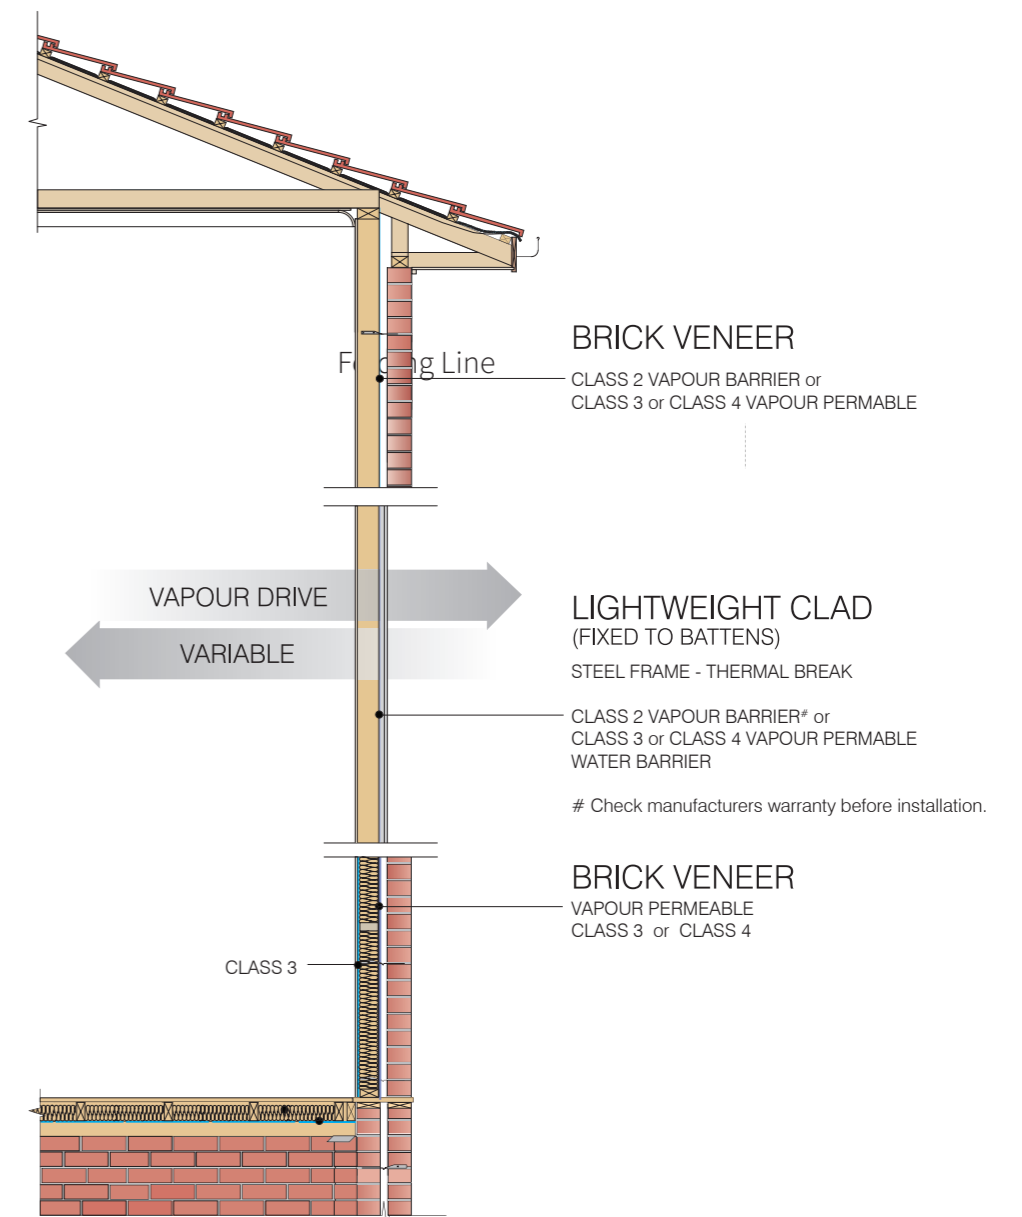 BRICK VENEER
Line
CLASS 2 VAPOUR BARRIER or
CLASS 3 or CLASS 4 VAPOUR PERMABLE
VAPOUR DRIVE
VARIABLE
LIGHTWEIGHT CLAD
(FIXED TO BATTENS)
STEEL FRAME - THERMAL BREAK
CLASS 2 VAPOUR BARRIER# or
CLASS 3 or CLASS 4 VAPOUR PERMABLE
WATER BARRIER
# Check manufacturers warranty before installation.
BRICK VENEER
VAPOUR PERMEABLE
CLASS 3 or CLASS 4
CLASS 3